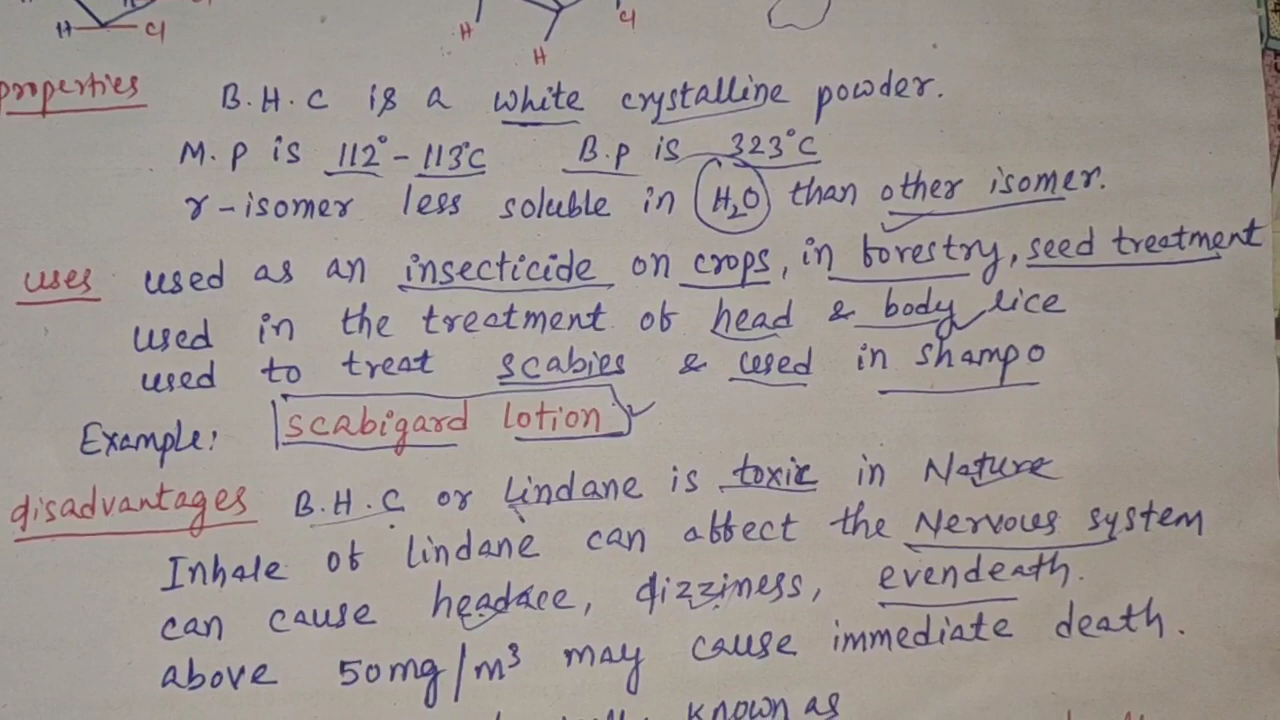 H Cl H Cl
H
properties B.H.C is a white crystalline powder.
M.P is 112° - 113°C B.P is 323°C
γ-isomer less soluble in H₂O than other isomer.
uses used as an insecticide on crops, in forestry, seed treatment
used in the treatment of head & body lice
used to treat scabies & used in shampo
Example: scabigard lotion
disadvantages B.H.C or Lindane is toxic in Nature
Inhale of lindane can affect the Nervous system
can cause headace, dizziness, evendeath.
above 50mg/m³ may cause immediate death.
known as